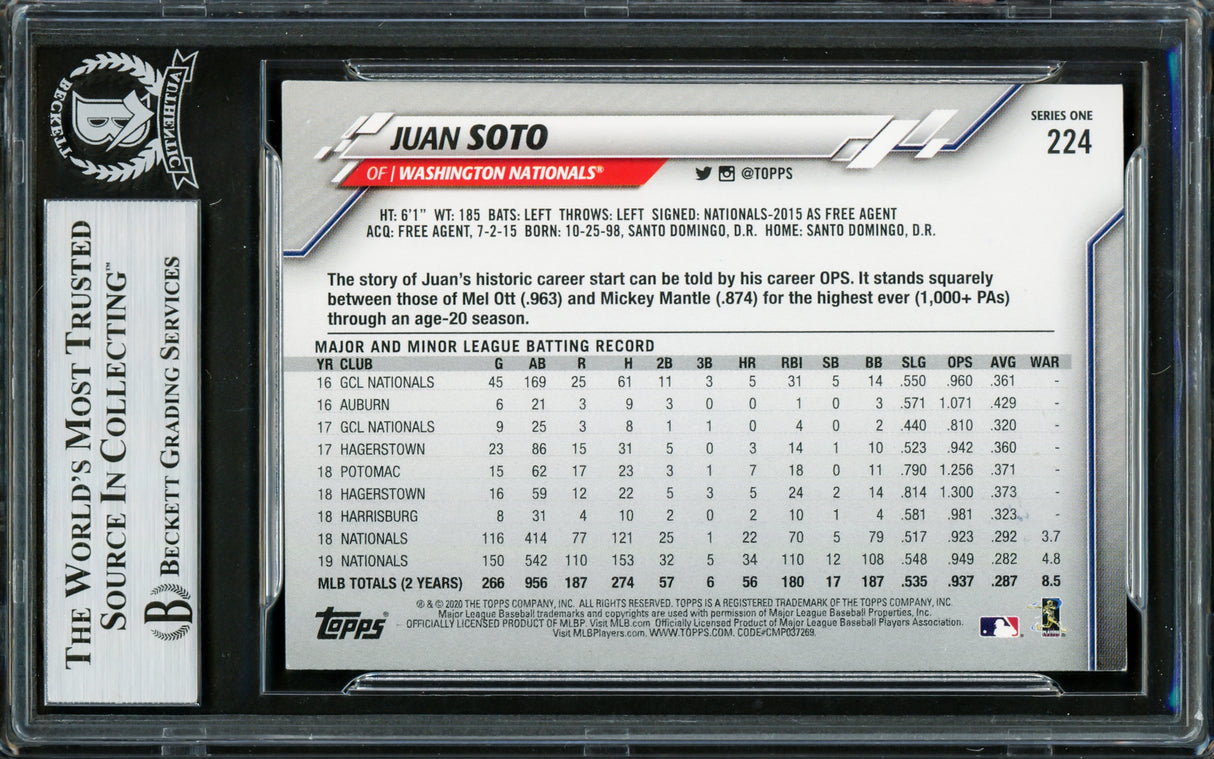 BECKETT
AUTHENTIC
B
THE WORLD'S MOST TRUSTED
SOURCE IN COLLECTING™
B BECKETT GRADING SERVICES
SERIES ONE
224
JUAN SOTO
OF | WASHINGTON NATIONALS®
@TOPPS
HT: 6'1" WT: 185 BATS: LEFT THROWS: LEFT SIGNED: NATIONALS-2015 AS FREE AGENT
ACQ: FREE AGENT, 7-2-15 BORN: 10-25-98, SANTO DOMINGO, D.R. HOME: SANTO DOMINGO, D.R.
The story of Juan's historic career start can be told by his career OPS. It stands squarely
between those of Mel Ott (.963) and Mickey Mantle (.874) for the highest ever (1,000+ PAs)
through an age-20 season.
MAJOR AND MINOR LEAGUE BATTING RECORD
YR CLUB G AB R H 2B 3B HR RBI SB BB SLG OPS AVG WAR
16 GCL NATIONALS 45 169 25 61 11 3 5 31 5 14 .550 .960 .361 -
16 AUBURN 6 21 3 9 3 0 0 1 0 3 .571 1.071 .429 -
17 GCL NATIONALS 9 25 3 8 1 1 0 4 0 2 .440 .810 .320 -
17 HAGERSTOWN 23 86 15 31 5 0 3 14 1 10 .523 .942 .360 -
18 POTOMAC 15 62 17 23 3 1 7 18 0 11 .790 1.256 .371 -
18 HAGERSTOWN 16 59 12 22 5 3 5 24 2 14 .814 1.300 .373 -
18 HARRISBURG 8 31 4 10 2 0 2 10 1 4 .581 .981 .323 -
18 NATIONALS 116 414 77 121 25 1 22 70 5 79 .517 .923 .292 3.7
19 NATIONALS 150 542 110 153 32 5 34 110 12 108 .548 .949 .282 4.8
MLB TOTALS (2 YEARS) 266 956 187 274 57 6 56 180 17 187 .535 .937 .287 8.5
Topps®
® & © 2020 THE TOPPS COMPANY, INC. ALL RIGHTS RESERVED. TOPPS IS A REGISTERED TRADEMARK OF THE TOPPS COMPANY, INC.
Major League Baseball trademarks and copyrights are used with permission of Major League Baseball Properties, Inc.
OFFICIALLY LICENSED PRODUCT OF MLBP. Visit MLB.com Officially Licensed Product of Major League Baseball Players Association.
Visit MLBPlayers.com. WWW.TOPPS.COM. CODE#CMP037269.